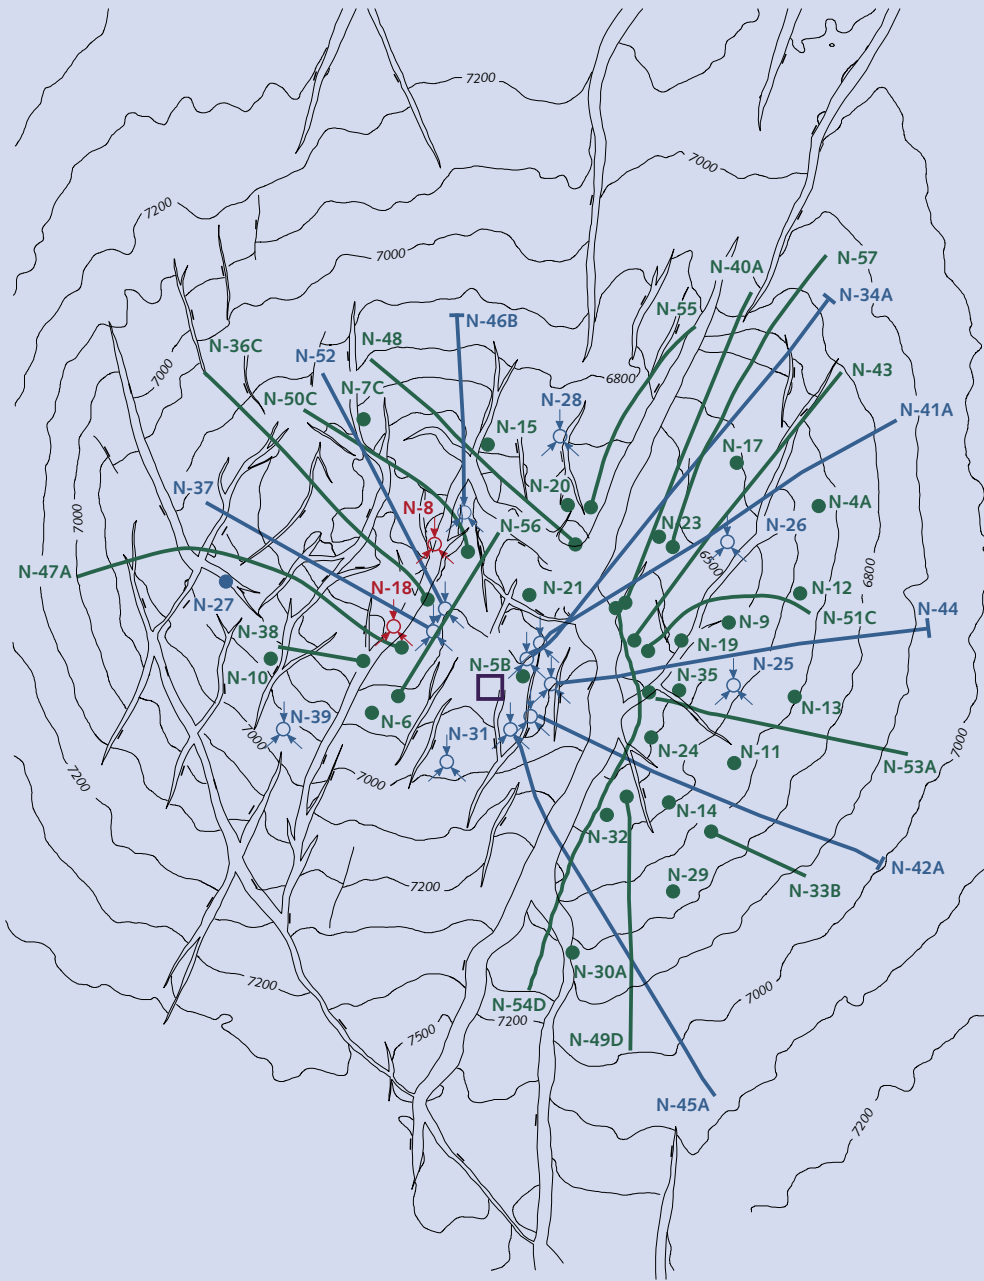 7200
7000
7200
7000
N-57
N-40A
N-34A
N-55
N-46B
N-48
N-36C
N-52
7000
6800
N-43
N-7C
N-50C
N-28
N-41A
N-15
N-17
N-37
N-20
N-8
N-4A
7000
N-56
N-23
N-26
6500
6800
N-47A
N-18
N-21
N-12
N-27
N-44
N-51C
N-9
N-38
N-19
N-5B
N-25
N-10
N-35
N-39
N-6
N-13
7000
N-31
N-24
N-11
7000
N-53A
7200
7000
N-14
N-32
N-42A
7200
N-29
N-33B
N-30A
7200
7000
N-54D
7200
7500
N-49D
N-45A
7200